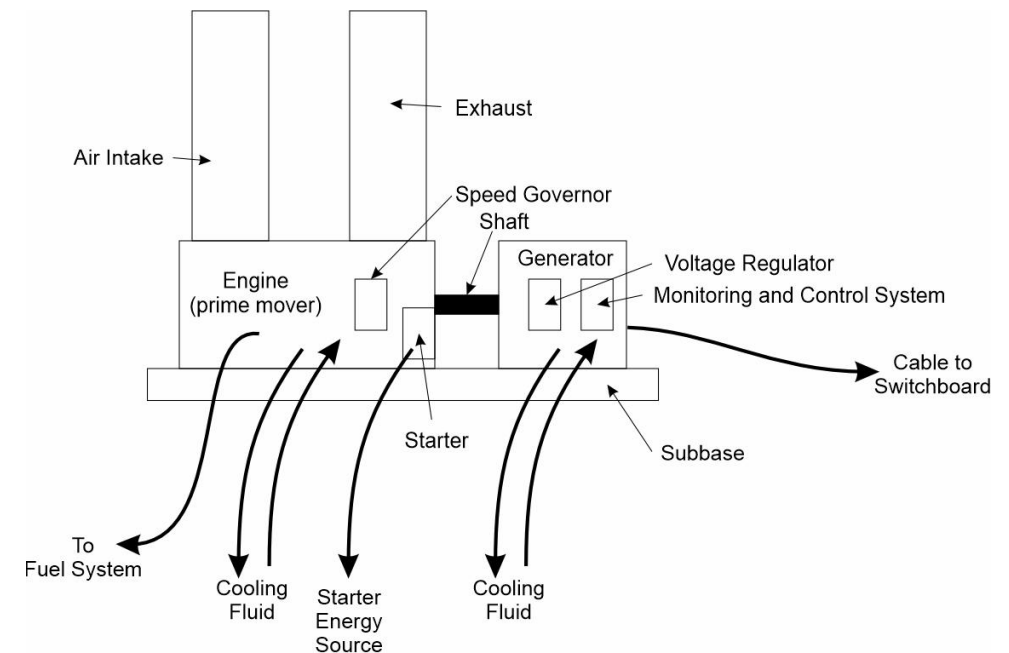 Exhaust
Air Intake
Speed Governor
Shaft
Generator
Voltage Regulator
Engine
(prime mover)
Monitoring and Control System
Cable to
Switchboard
Starter
Subbase
To
Fuel System
Cooling
Fluid
Starter
Energy
Source
Cooling
Fluid